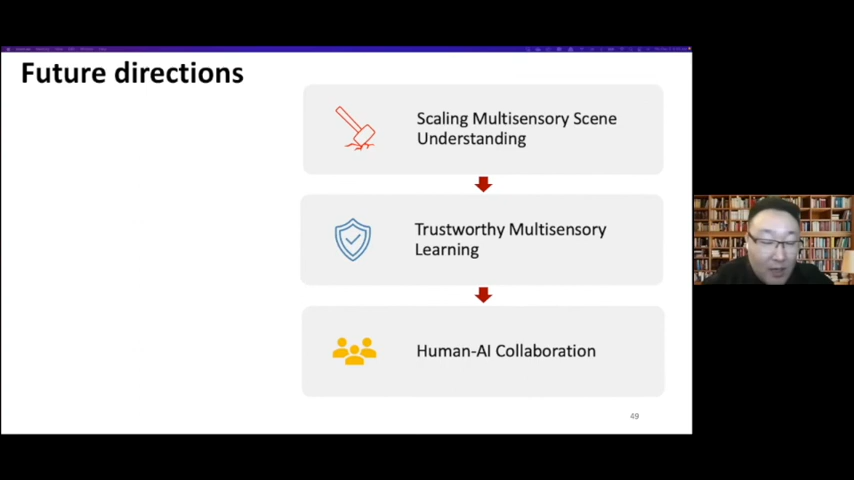 Future directions
Scaling Multisensory Scene
Understanding
Trustworthy Multisensory
Learning
Human-AI Collaboration
49